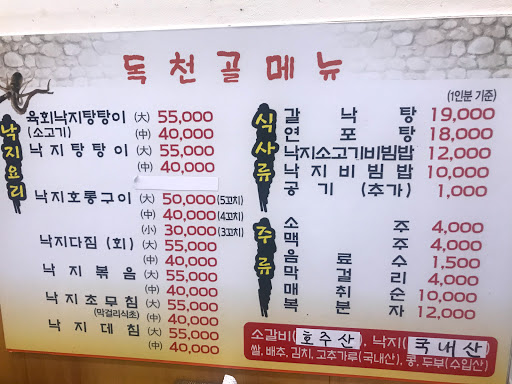 독천골메뉴
낙지요리
육회낙지탕탕이 (大) 55,000
(소고기) (中) 40,000
낙지탕탕이 (大) 55,000
(中) 40,000
낙지호롱구이 (大) 50,000 (5꼬치)
(中) 40,000 (4꼬치)
(小) 30,000 (3꼬치)
낙지다짐 (회) (大) 55,000
(中) 40,000
낙지볶음 (大) 55,000
(中) 40,000
낙지초무침 (大) 55,000
(막걸리식초) (中) 40,000
낙지데침 (大) 55,000
(中) 40,000
식사류
(1인분 기준)
갈낙탕 19,000
연포탕 18,000
낙지소고기비빔밥 12,000
낙지비빔밥 10,000
공기(추가) 1,000
주류
소주 4,000
맥주 4,000
음료수 1,500
막걸리 4,000
매취순 10,000
복분자 12,000
소갈비(호주산), 낙지(국내산)
쌀, 배추, 김치, 고추가루(국내산), 콩, 두부(수입산)